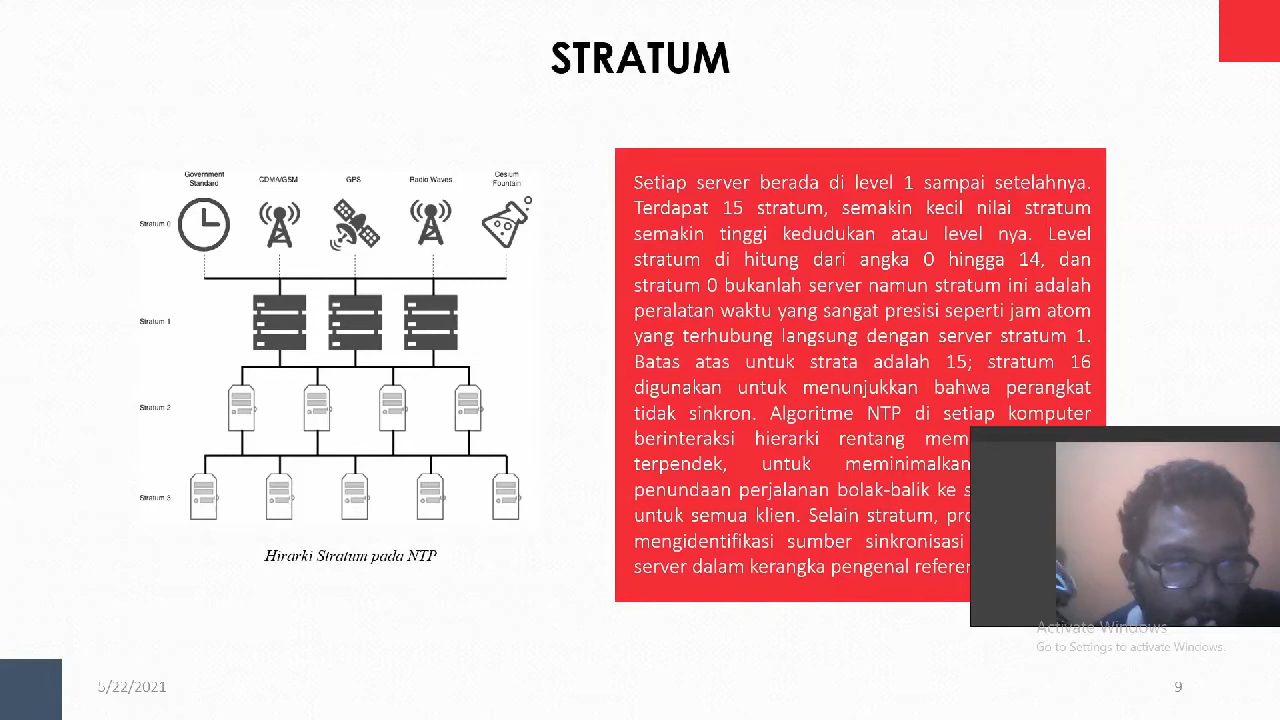 STRATUM
Government
Standard
CDMA/GSM
GPS
Radio Waves
Cesium
Fountain
Stratum 0
Stratum 1
Stratum 2
Stratum 3
Hirarki Stratum pada NTP
Setiap server berada di level 1 sampai setelahnya.
Terdapat 15 stratum, semakin kecil nilai stratum
semakin tinggi kedudukan atau level nya. Level
stratum di hitung dari angka 0 hingga 14, dan
stratum 0 bukanlah server namun stratum ini adalah
peralatan waktu yang sangat presisi seperti jam atom
yang terhubung langsung dengan server stratum 1.
Batas atas untuk strata adalah 15; stratum 16
digunakan untuk menunjukkan bahwa perangkat
tidak sinkron. Algoritme NTP di setiap komputer
berinteraksi hierarki rentang
terpendek, untuk meminimalkan
penundaan perjalanan bolak-balik ke
untuk semua klien. Selain stratum,
mengidentifikasi sumber sinkronisasi
server dalam kerangka pengenal
Activate Windows
Go to Settings to activate Windows.
5/22/2021
9